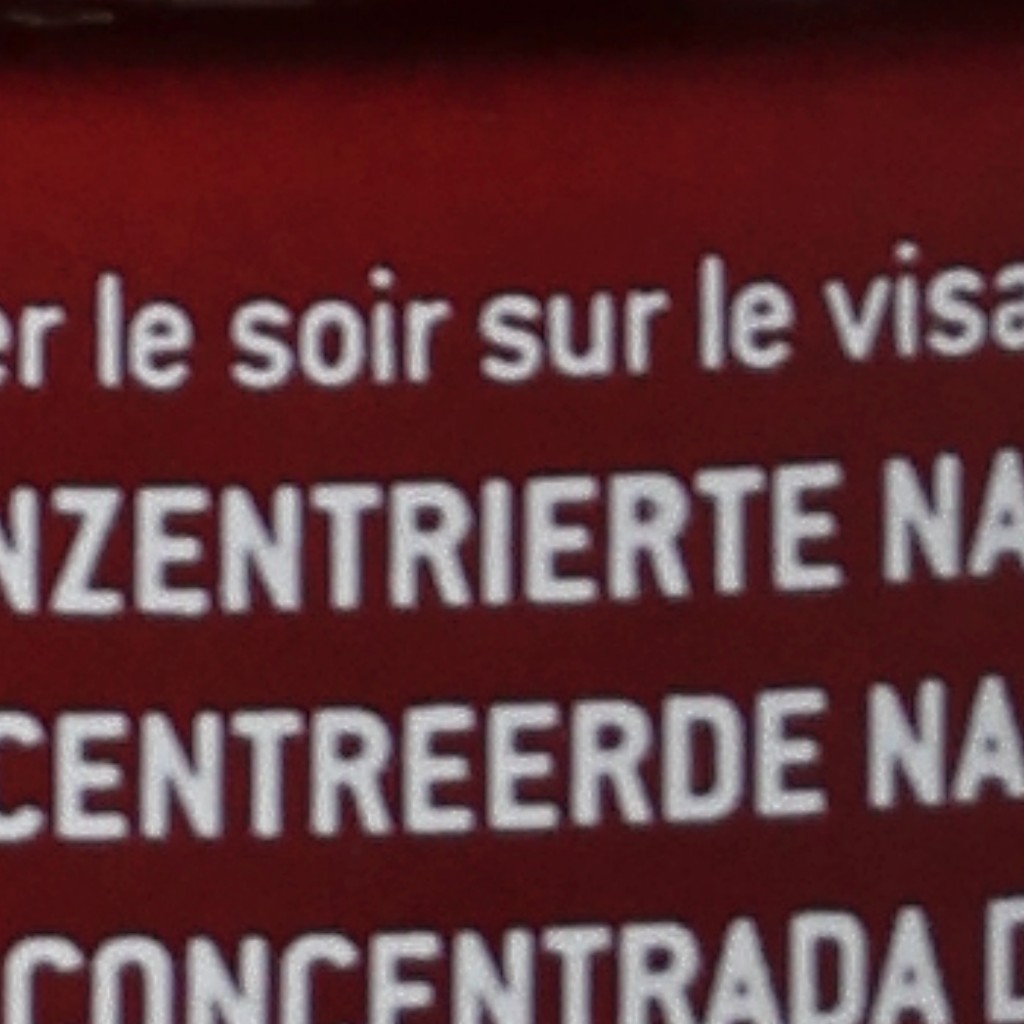 er le soir sur le visa
NZENTRIERTE NA
CENTREERDE NA
CONCENTRADA D